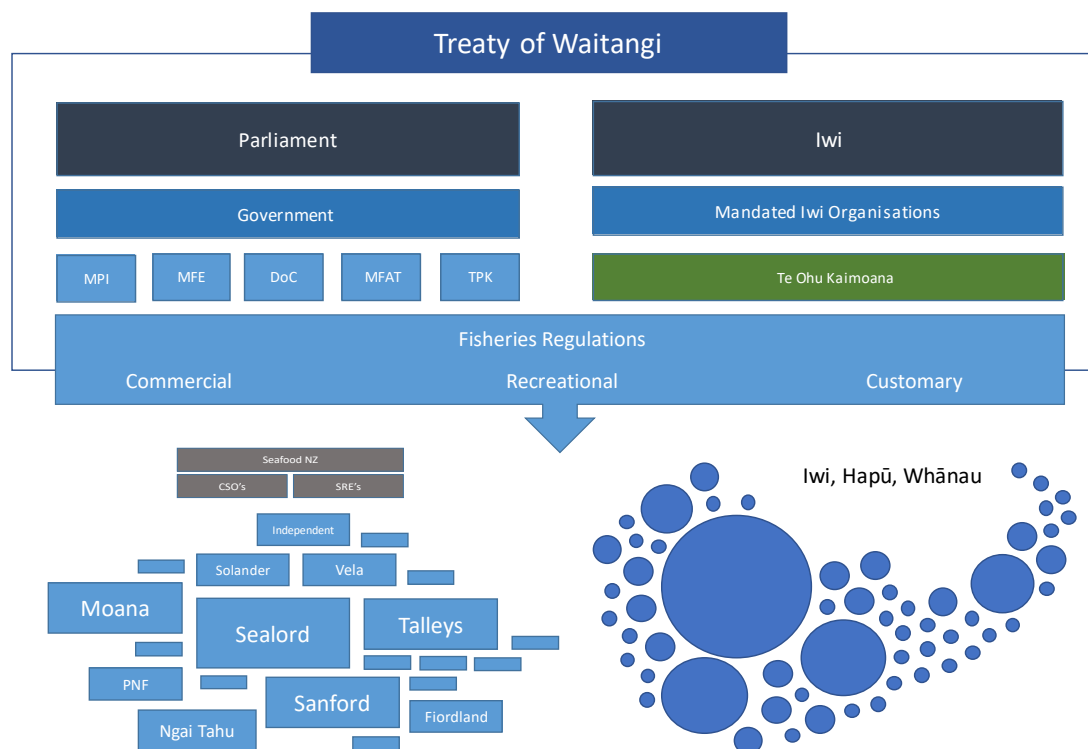 Treaty of Waitangi
Parliament
Iwi
Government
Mandated Iwi Organisations
MPI
MFE
DoC
MFAT
TPK
Te Ohu Kaimoana
Fisheries Regulations
Commercial
Recreational
Customary
Seafood NZ
CSO's
SRE's
Iwi, Hapū, Whānau
Independent
Solander
Vela
Moana
Sealord
Talleys
PNF
Sanford
Ngai Tahu
Fiordland